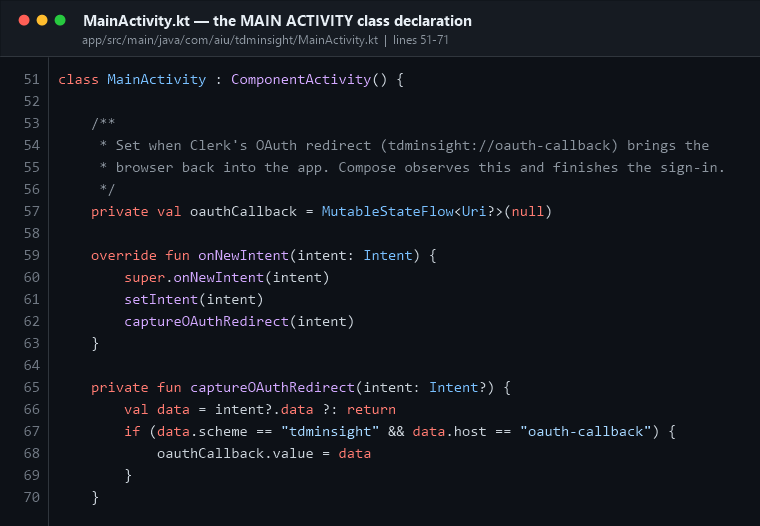 MainActivity.kt — the MAIN ACTIVITY class declaration
app/src/main/java/com/aiu/tdminsight/MainActivity.kt | lines 51-71
51 class MainActivity : ComponentActivity() {
52
53     /**
54      * Set when Clerk's OAuth redirect (tdminsight://oauth-callback) brings the
55      * browser back into the app. Compose observes this and finishes the sign-in.
56      */
57     private val oauthCallback = MutableStateFlow<Uri?>(null)
58
59     override fun onNewIntent(intent: Intent) {
60         super.onNewIntent(intent)
61         setIntent(intent)
62         captureOAuthRedirect(intent)
63     }
64
65     private fun captureOAuthRedirect(intent: Intent?) {
66         val data = intent?.data ?: return
67         if (data.scheme == "tdminsight" && data.host == "oauth-callback") {
68             oauthCallback.value = data
69         }
70     }